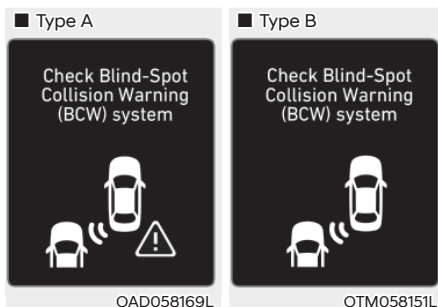 ■ Type A
Check Blind-Spot
Collision Warning
(BCW) system
OAD058169L
■ Type B
Check Blind-Spot
Collision Warning
(BCW) system
OTM058151L